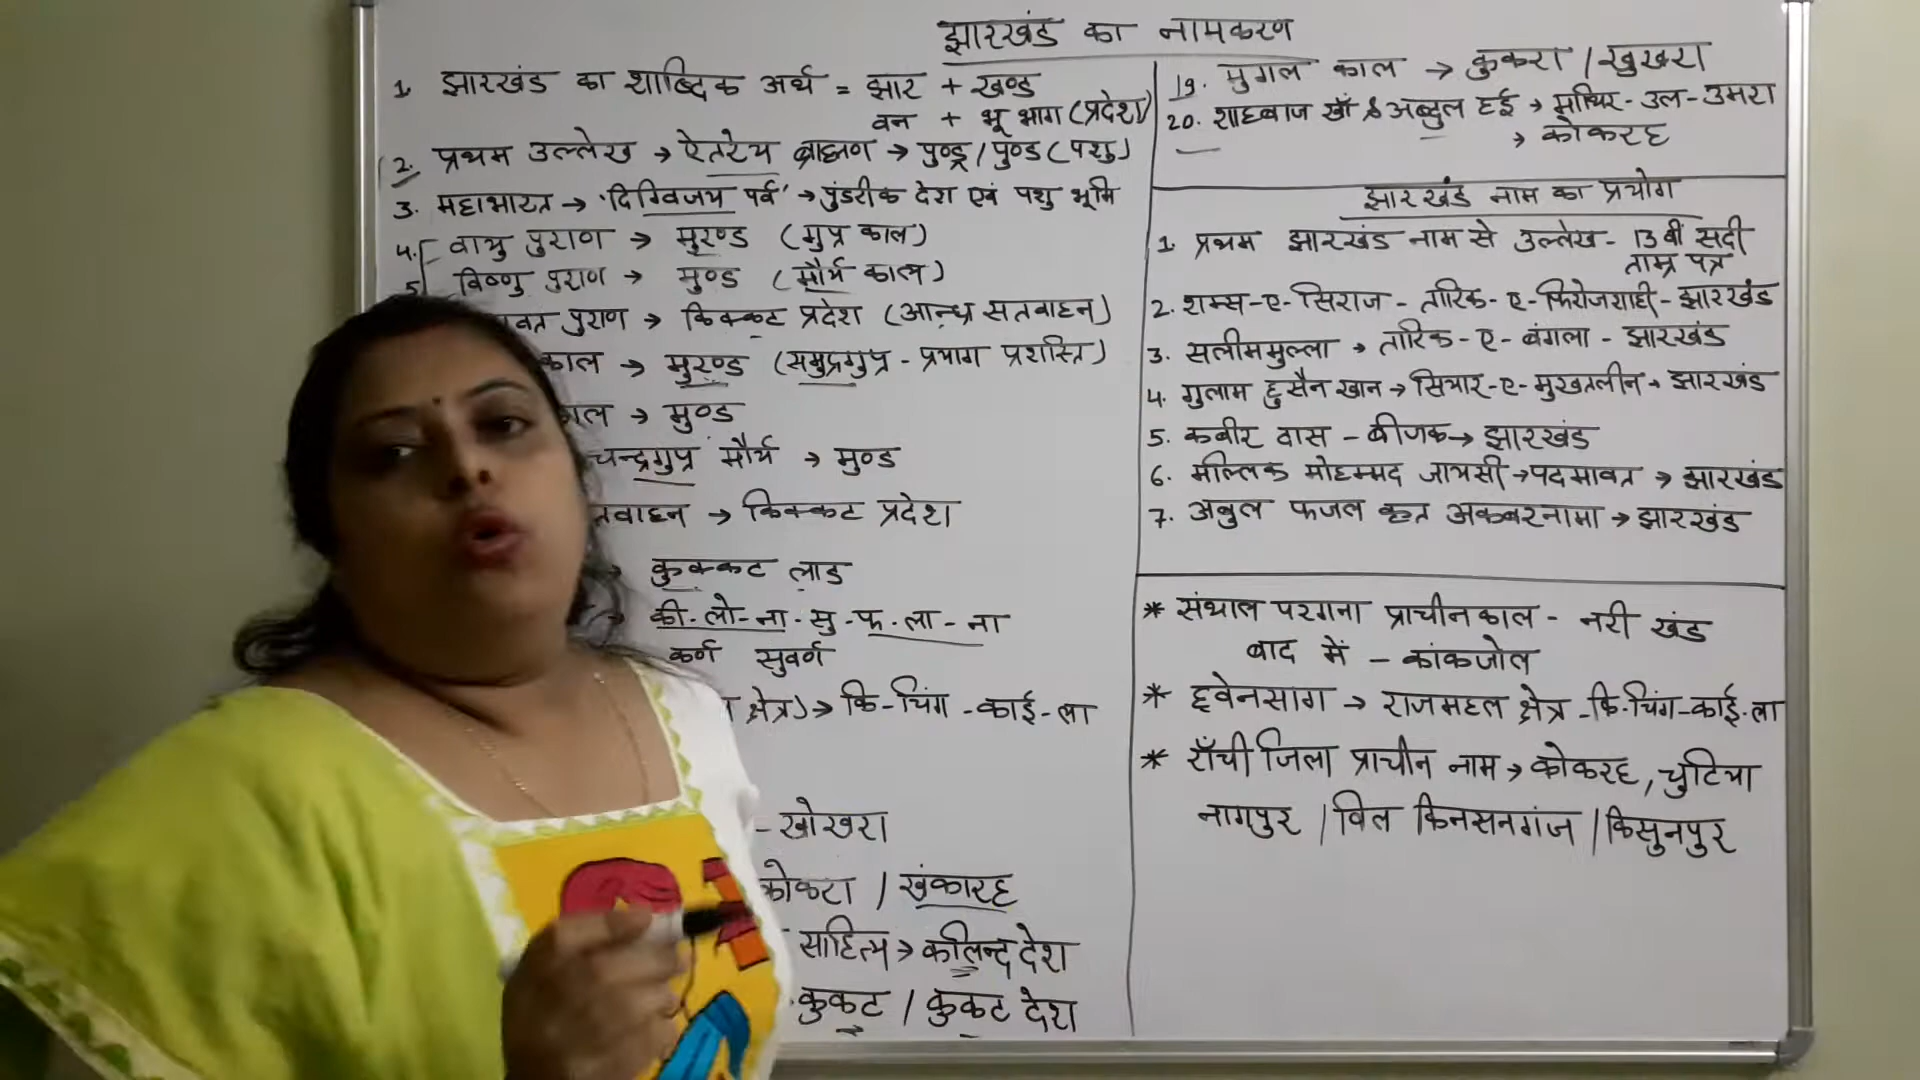 झारखंड का नामकरण
1. झारखंड का शाब्दिक अर्थ = झार + खण्ड
वन + भू भाग (प्रदेश)
2. प्रथम उल्लेख → ऐतरेय ब्राह्मण → पुण्ड्र / पुण्ड (पशु)
3. महाभारत → 'दिग्विजय पर्व' → पुंडरीक देश एवं पशु भूमि
4. वायु पुराण → मुरण्ड (गुप्त काल)
5. विष्णु पुराण → मुण्ड (मौर्य काल)
वत पुराण → किक्कट प्रदेश (आन्ध्र सतवाहन)
काल → मुरण्ड (समुद्रगुप्त - प्रयाग प्रशस्ति)
काल → मुण्ड
चन्द्रगुप्त मौर्य → मुण्ड
तवाहन → किक्कट प्रदेश
→ कुक्कट लाड
→ की-लो-ना-सु-फ-ला-ना
कर्ण सुवर्ण
क्षेत्र) → कि-चिंग-काई-ला
- खोखरा
कोकरा / खंकारह
साहित्य → कलिन्द देश
कुकट / कुकट देश
19. मुगल काल → कुकरा / खुखरा
20. शाहबाज खाँ & अब्दुल हई → माथिर-उल-उमरा
→ कोकरह
झारखंड नाम का प्रयोग
1. प्रथम झारखंड नाम से उल्लेख - 13 वी सदी
ताम्र पत्र
2. शम्स-ए-सिराज - तारिक-ए-फिरोजशाही - झारखंड
3. सलीममुल्ला → तारिक-ए-बंगला - झारखंड
4. गुलाम हुसैन खान → सियार-ए-मुखतलीन → झारखंड
5. कबीर दास - बीजक → झारखंड
6. मल्लिक मोहम्मद जायसी → पदमावत → झारखंड
7. अबुल फजल कृत अकबरनामा → झारखंड
* संथाल परगना प्राचीनकाल - नरी खंड
बाद में - कांकजोल
* ह्वेनसाग → राजमहल क्षेत्र - कि-चिंग-काई-ला
* राँची जिला प्राचीन नाम → कोकरह, चुटिया
नागपुर / विल किनसनगंज / किसुनपुर